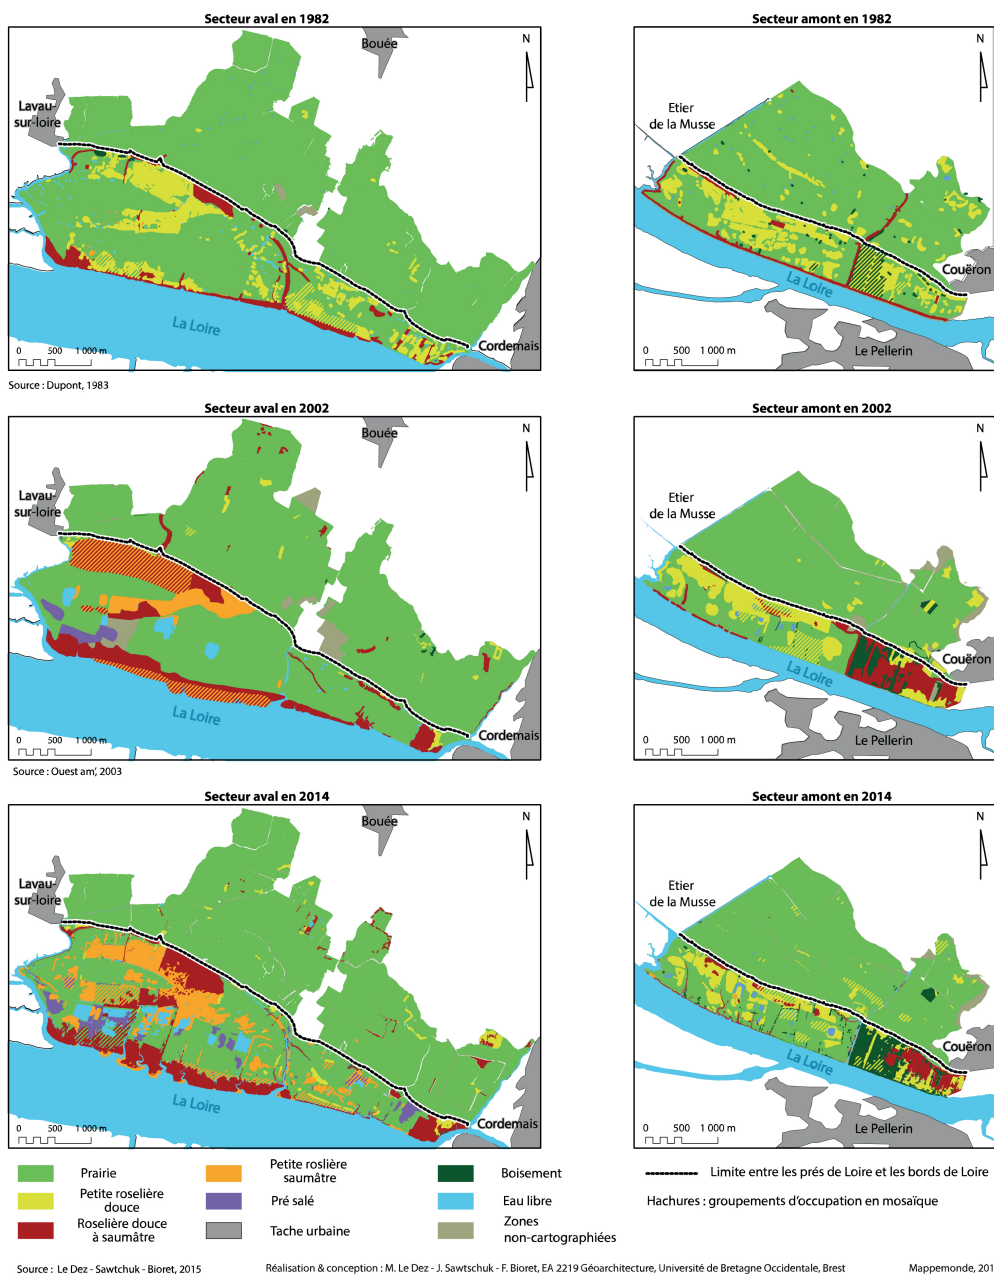 Secteur aval en 1982
Bouée
N
Lavau-
sur-loire
La Loire
Cordemais
0 500 1 000 m
Source : Dupont, 1983
Secteur amont en 1982
N
Etier
de la Musse
Couëron
La Loire
Le Pellerin
0 500 1 000 m
Secteur aval en 2002
Bouée
N
Lavau-
sur-loire
La Loire
Cordemais
0 500 1 000 m
Source : Ouest am', 2003
Secteur amont en 2002
N
Etier
de la Musse
Couëron
La Loire
Le Pellerin
0 500 1 000 m
Secteur aval en 2014
Bouée
N
Lavau-
sur-loire
La Loire
Cordemais
0 500 1 000 m
Secteur amont en 2014
N
Etier
de la Musse
Couëron
La Loire
Le Pellerin
0 500 1 000 m
Prairie
Petite roselière
douce
Roselière douce
à saumâtre
Petite roslière
saumâtre
Pré salé
Tache urbaine
Boisement
Eau libre
Zones
non-cartographiées
Limite entre les prés de Loire et les bords de Loire
Hachures : groupements d'occupation en mosaïque
Source : Le Dez - Sawtchuk - Bioret, 2015
Réalisation & conception : M. Le Dez - J. Sawtschuk - F. Bioret, EA 2219 Géoarchitecture, Université de Bretagne Occidentale, Brest
Mappemonde, 201